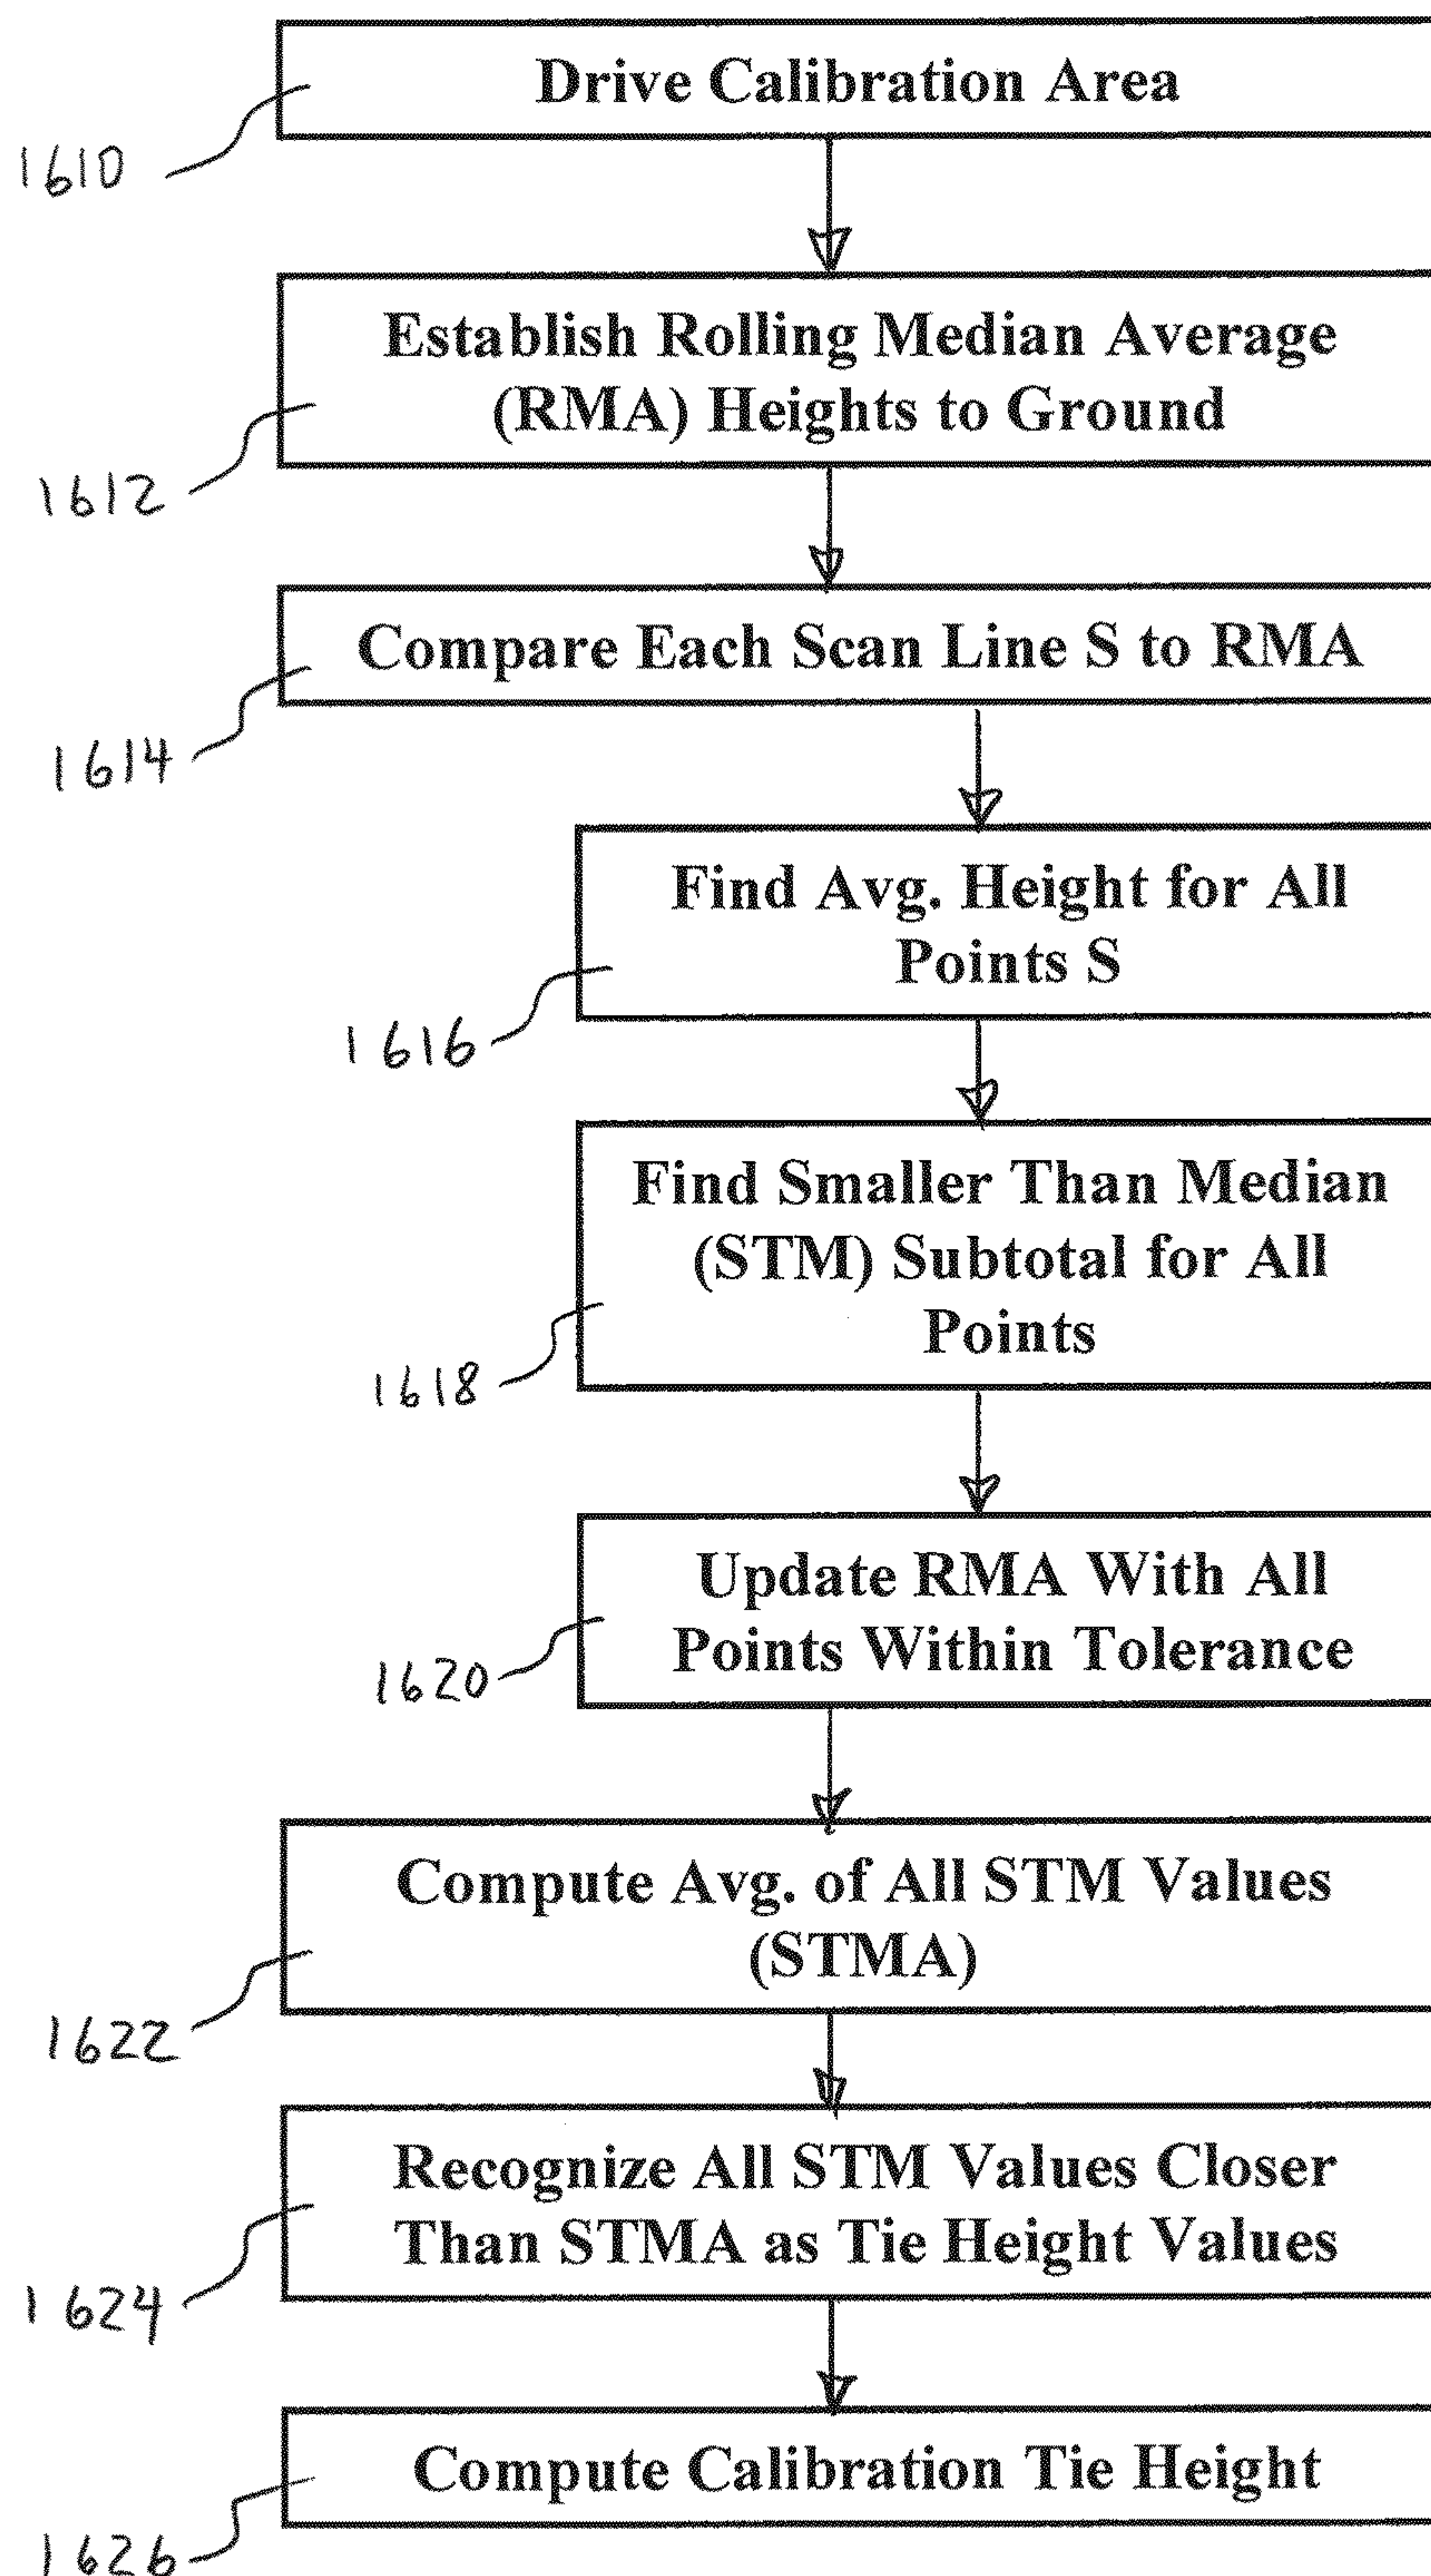 Drive Calibration Area
1610
Establish Rolling Median Average
(RMA) Heights to Ground
1612
Compare Each Scan Line S to RMA
1614
Find Avg. Height for All
Points S
1616
Find Smaller Than Median
(STM) Subtotal for All
Points
1618
Update RMA With All
Points Within Tolerance
1620
Compute Avg. of All STM Values
(STMA)
1622
Recognize All STM Values Closer
Than STMA as Tie Height Values
1624
Compute Calibration Tie Height
1626